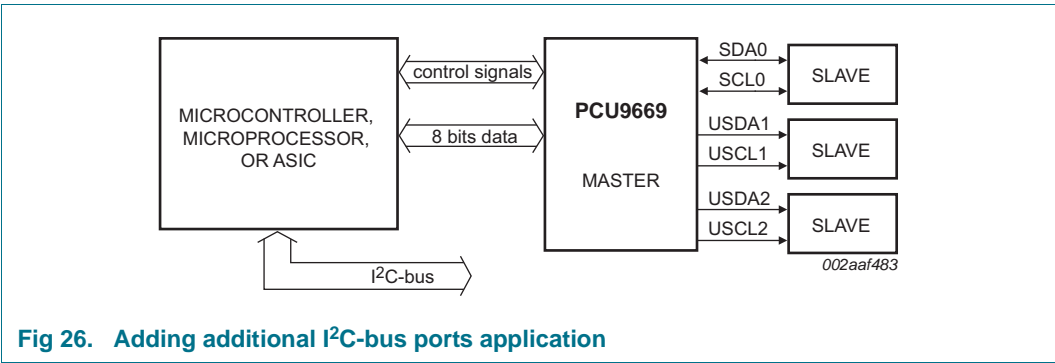 MICROCONTROLLER,
MICROPROCESSOR,
OR ASIC
control signals
8 bits data
I²C-bus
PCU9669
MASTER
SDA0
SCL0
SLAVE
USDA1
USCL1
SLAVE
USDA2
USCL2
SLAVE
002aaf483
Fig 26. Adding additional I²C-bus ports application